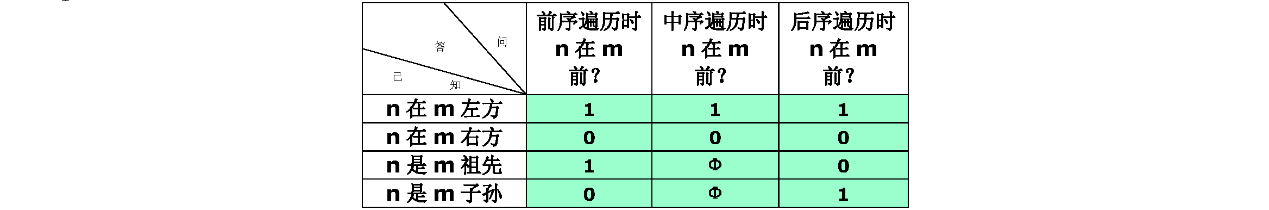 答 问
已 知
前序遍历时 n 在 m 前?
中序遍历时 n 在 m 前?
后序遍历时 n 在 m 前?
n 在 m 左方 1 1 1
n 在 m 右方 0 0 0
n 是 m 祖先 1 Φ 0
n 是 m 子孙 0 Φ 1